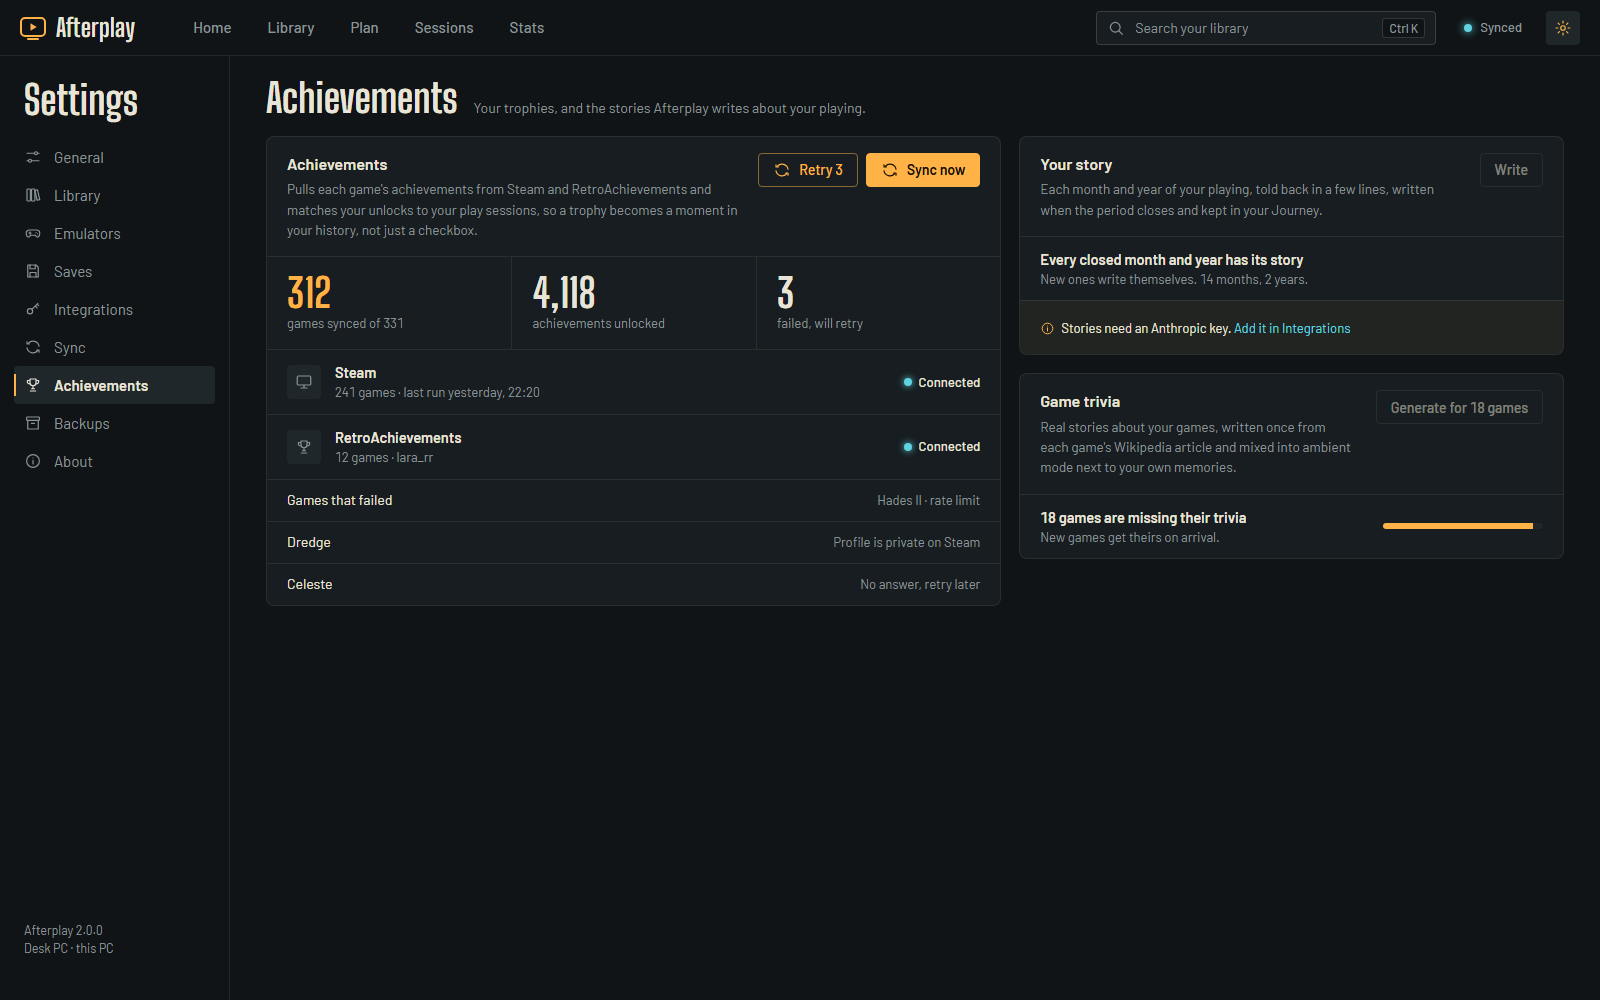 Afterplay
Home
Library
Plan
Sessions
Stats
Search your library
Ctrl K
Synced
Settings
General
Library
Emulators
Saves
Integrations
Sync
Achievements
Backups
About
Afterplay 2.0.0
Desk PC · this PC
Achievements
Your trophies, and the stories Afterplay writes about your playing.
Achievements
Pulls each game's achievements from Steam and RetroAchievements and
matches your unlocks to your play sessions, so a trophy becomes a moment in
your history, not just a checkbox.
Retry 3
Sync now
312
games synced of 331
4,118
achievements unlocked
3
failed, will retry
Steam
241 games · last run yesterday, 22:20
Connected
RetroAchievements
12 games · lara_rr
Connected
Games that failed
Hades II · rate limit
Dredge
Profile is private on Steam
Celeste
No answer, retry later
Your story
Each month and year of your playing, told back in a few lines, written
when the period closes and kept in your Journey.
Write
Every closed month and year has its story
New ones write themselves. 14 months, 2 years.
Stories need an Anthropic key. Add it in Integrations
Game trivia
Real stories about your games, written once from
each game's Wikipedia article and mixed into ambient
mode next to your own memories.
Generate for 18 games
18 games are missing their trivia
New games get theirs on arrival.